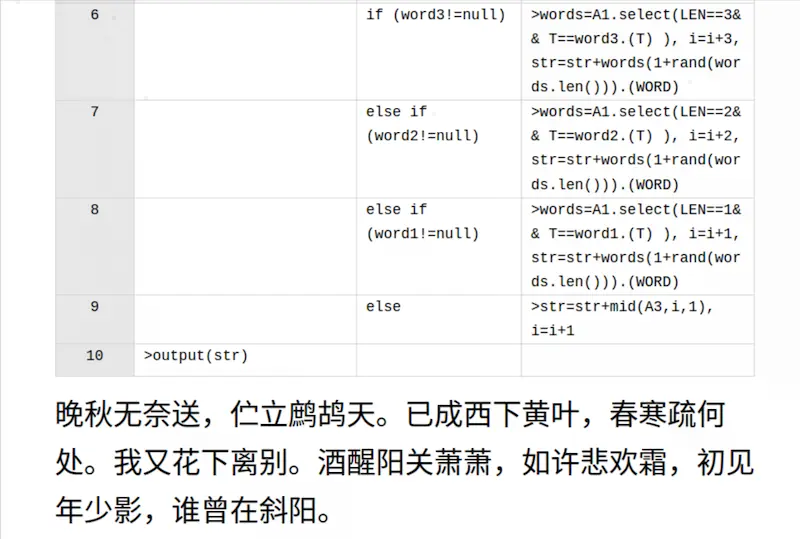 6 if (word3!=null) >words=A1.select(LEN==3&
& T==word3.(T) ), i=i+3,
str=str+words(1+rand(wor
ds.len())).(WORD)
7 else if >words=A1.select(LEN==2&
(word2!=null) & T==word2.(T) ), i=i+2,
str=str+words(1+rand(wor
ds.len())).(WORD)
8 else if >words=A1.select(LEN==1&
(word1!=null) & T==word1.(T) ), i=i+1,
str=str+words(1+rand(wor
ds.len())).(WORD)
9 else >str=str+mid(A3,i,1),
i=i+1
10 >output(str)
晚秋无奈送，伫立鹧鸪天。已成西下黄叶，春寒疏何
处。我又花下离别。酒醒阳关萧萧，如许悲欢霜，初见
年少影，谁曾在斜阳。